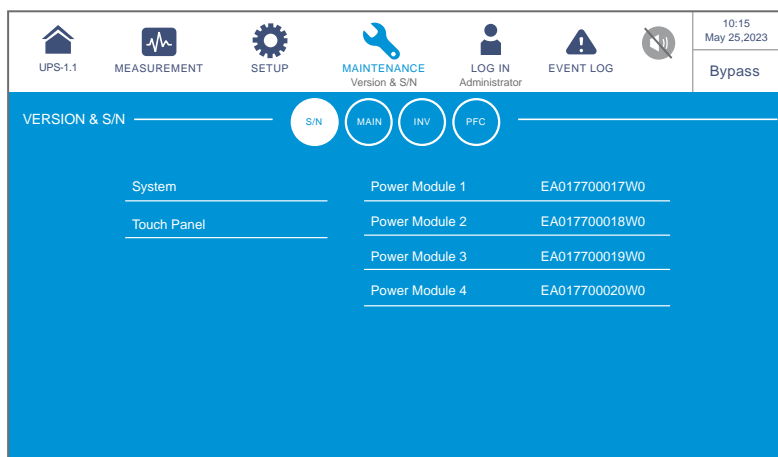 10:15
May 25,2023
UPS-1.1 MEASUREMENT SETUP MAINTENANCE LOG IN EVENT LOG
Version & S/N Administrator
Bypass
VERSION & S/N S/N MAIN INV PFC
System Power Module 1 EA017700017W0
Touch Panel Power Module 2 EA017700018W0
Power Module 3 EA017700019W0
Power Module 4 EA017700020W0